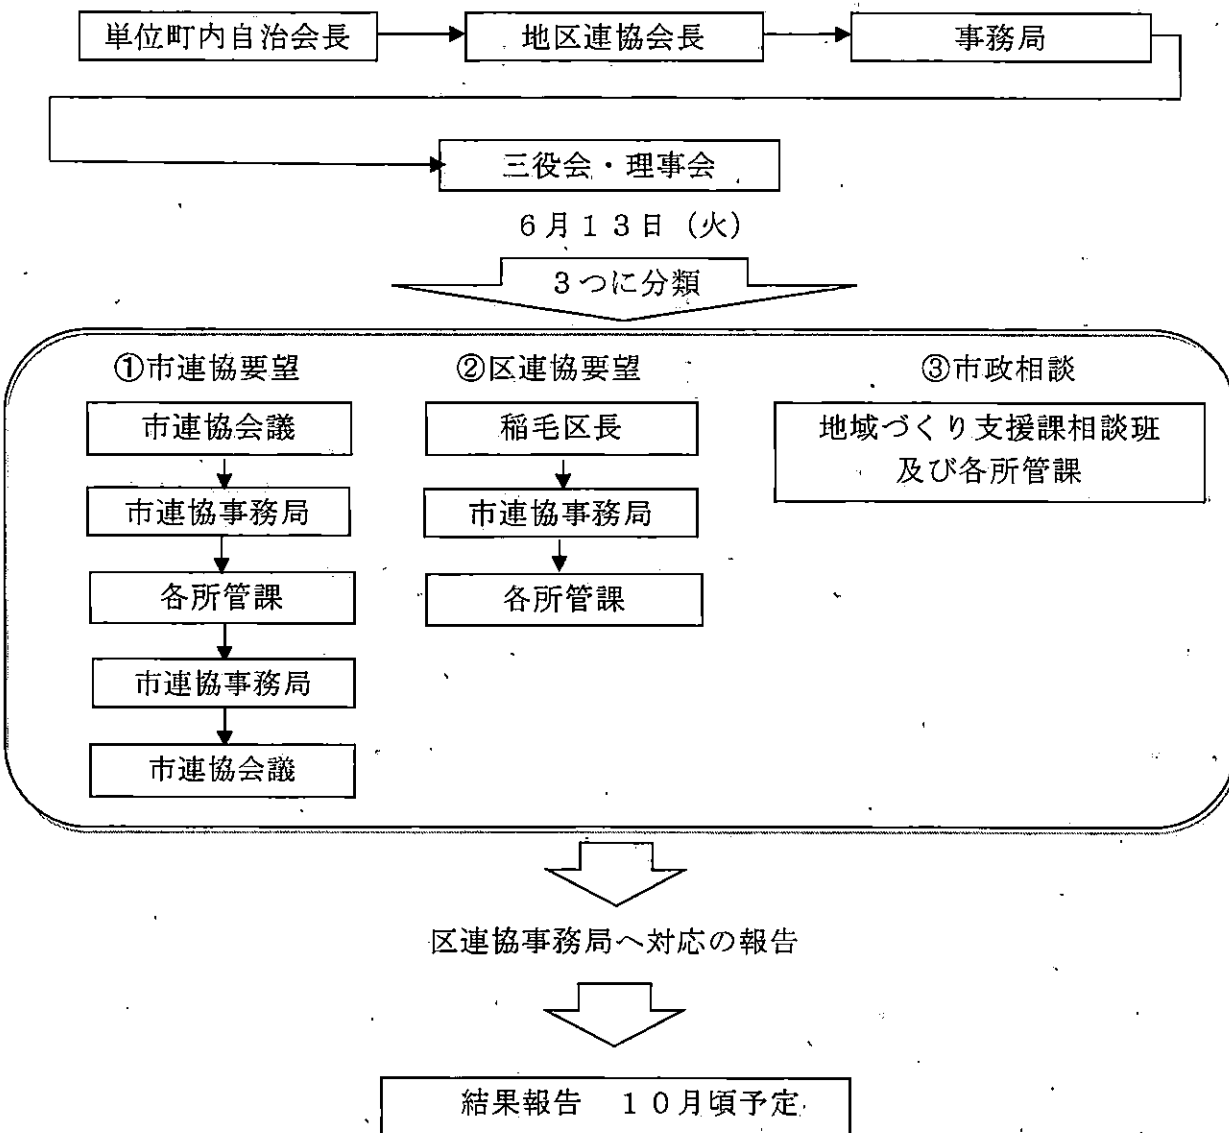 単位町内自治会長
地区連協会長
事務局
三役会・理事会
6月13日(火)
3つに分類
①市連協要望
市連協会議
市連協事務局
各所管課
市連協事務局
市連協会議
②区連協要望
稲毛区長
市連協事務局
各所管課
③市政相談
地域づくり支援課相談班
及び各所管課
区連協事務局へ対応の報告
結果報告　10月頃予定